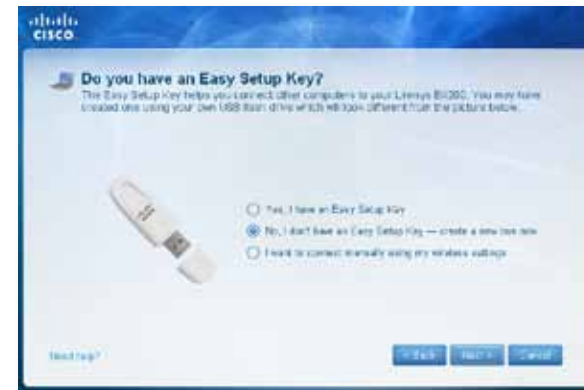 CISCO
Do you have an Easy Setup Key?
The Easy Setup Key helps you connect other computers to your Linksys You may have
created one using your own USB flash drive which will look different from the picture below.
Yes, I have an Easy Setup Key
No, I don't have an Easy Setup Key — create a new one now
I want to connect manually using my wireless settings
Need help?
< Back
Next >
Cancel